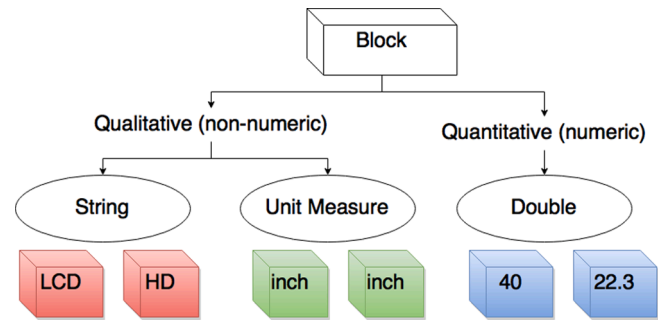 Block
Qualitative (non-numeric)
Quantitative (numeric)
String
Unit Measure
Double
LCD
HD
inch
inch
40
22.3